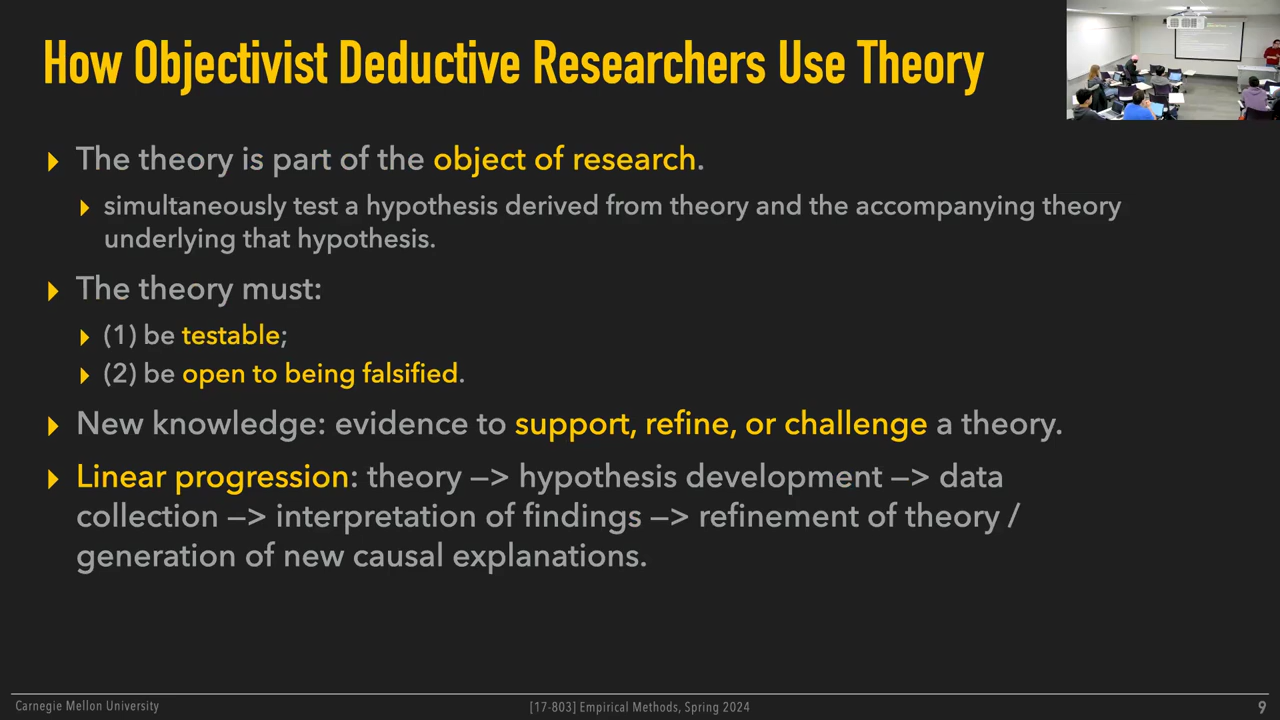 How Objectivist Deductive Researchers Use Theory
The theory is part of the object of research.
simultaneously test a hypothesis derived from theory and the accompanying theory
underlying that hypothesis.
The theory must:
(1) be testable;
(2) be open to being falsified.
New knowledge: evidence to support, refine, or challenge a theory.
Linear progression: theory —> hypothesis development —> data
collection —> interpretation of findings —> refinement of theory /
generation of new causal explanations.
Carnegie Mellon University
[17-803] Empirical Methods, Spring 2024
9